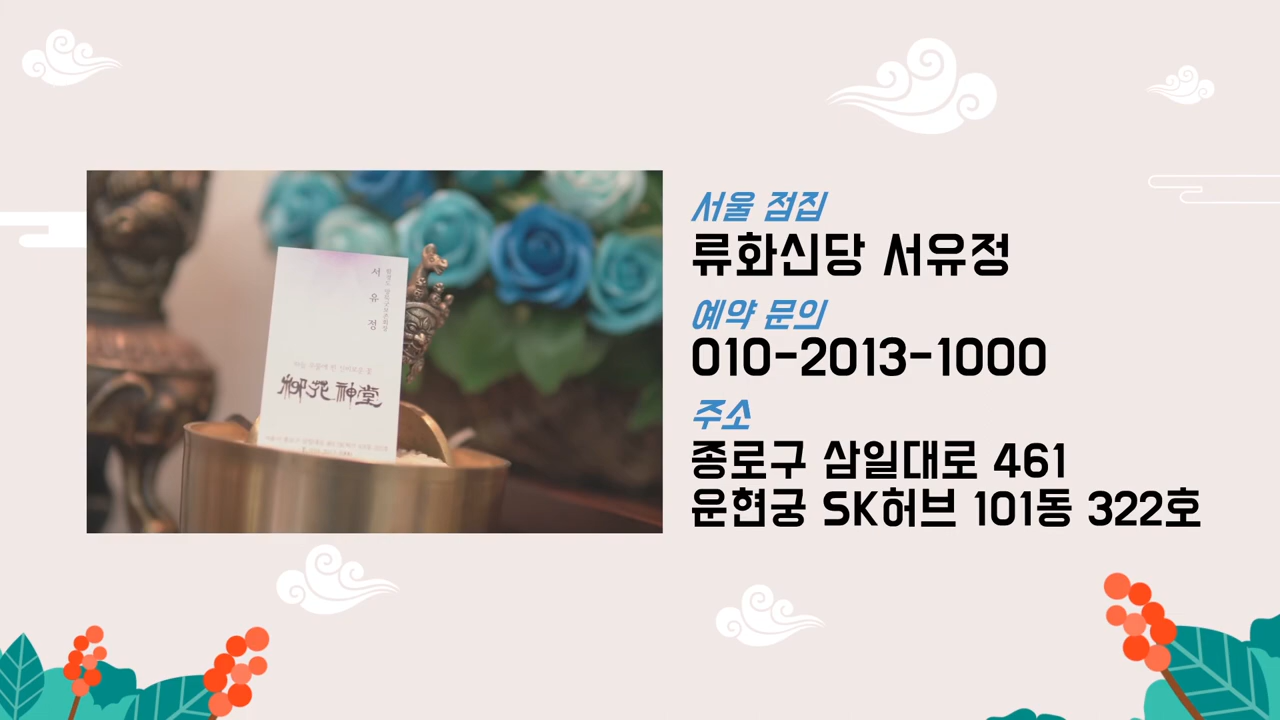 서울 점집
류화신당 서유정
예약 문의
010-2013-1000
주소
종로구 삼일대로 461
운현궁 SK허브 101동 322호
서유정
神堂